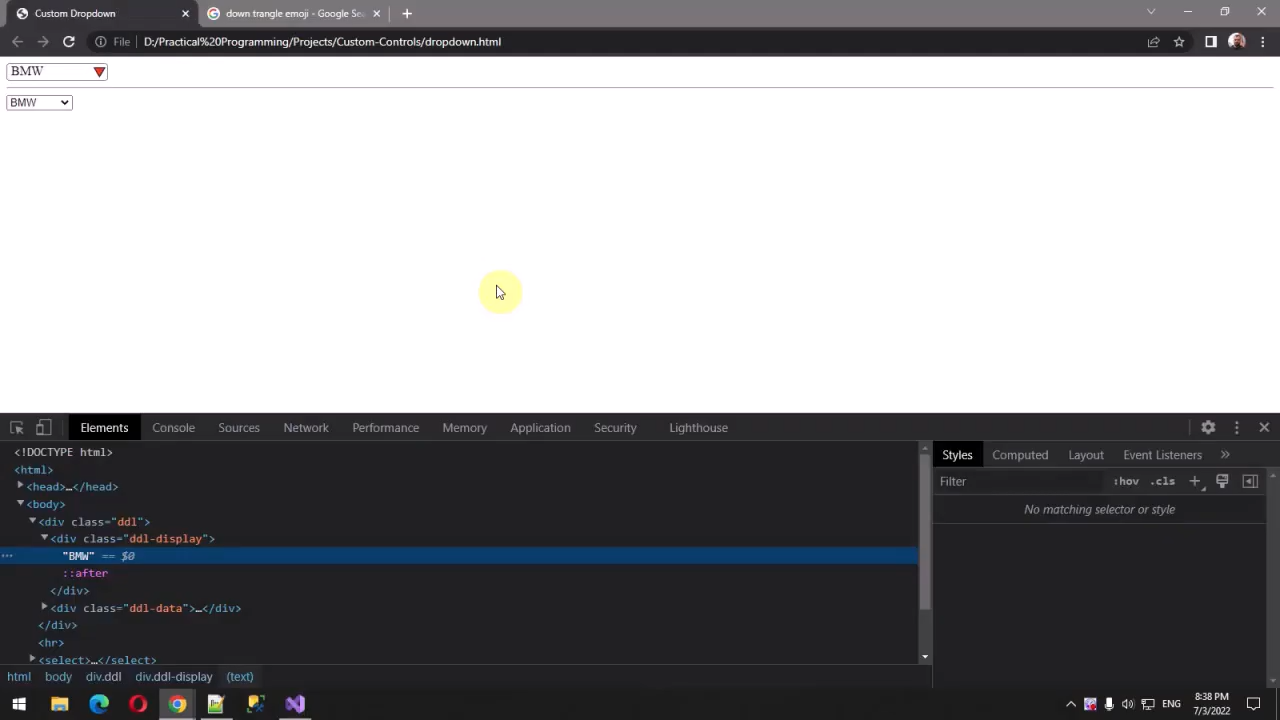 Custom Dropdown
down trangle emoji - Google Sea
File
D:/Practical%20Programming/Projects/Custom-Controls/dropdown.html
BMW
BMW
Elements Console Sources Network Performance Memory Application Security Lighthouse
<!DOCTYPE html>
<html>
<head>…</head>
<body>
<div class="ddl">
<div class="ddl-display">
"BMW" == $0
::after
</div>
<div class="ddl-data">…</div>
</div>
<hr>
<select>…</select>
html body div.ddl div.ddl-display (text)
Styles Computed Layout Event Listeners
Filter :hov .cls
No matching selector or style
ENG
8:38 PM
7/3/2022